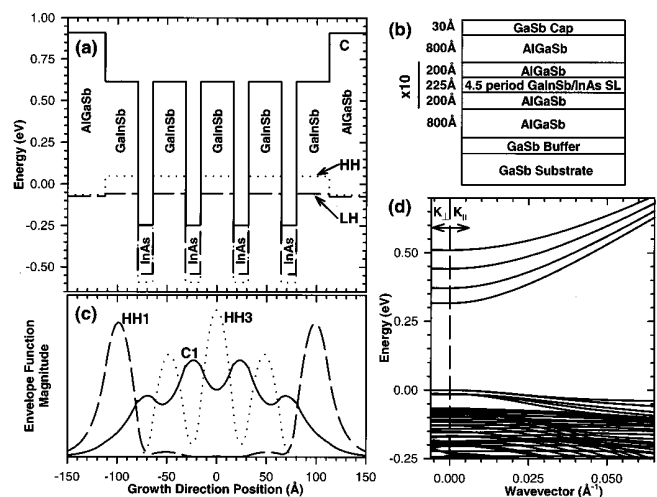 (a)
C
1.00
0.75
0.50
0.25
0.00
-0.25
-0.50
Energy (eV)
AlGaSb
GaInSb
GaInSb
GaInSb
GaInSb
GaInSb
AlGaSb
HH
LH
InAs
InAs
InAs
InAs
(b)
30Å GaSb Cap
800Å AlGaSb
200Å AlGaSb
x10
225Å 4.5 period GaInSb/InAs SL
200Å AlGaSb
800Å AlGaSb
GaSb Buffer
GaSb Substrate
(c)
HH1
C1
HH3
Envelope Function
Magnitude
-150 -100 -50 0 50 100 150
Growth Direction Position (Å)
(d)
K⊥ K||
0.50
0.25
0.00
-0.25
Energy (eV)
0.000 0.025 0.050
Wavevector (Å⁻¹)